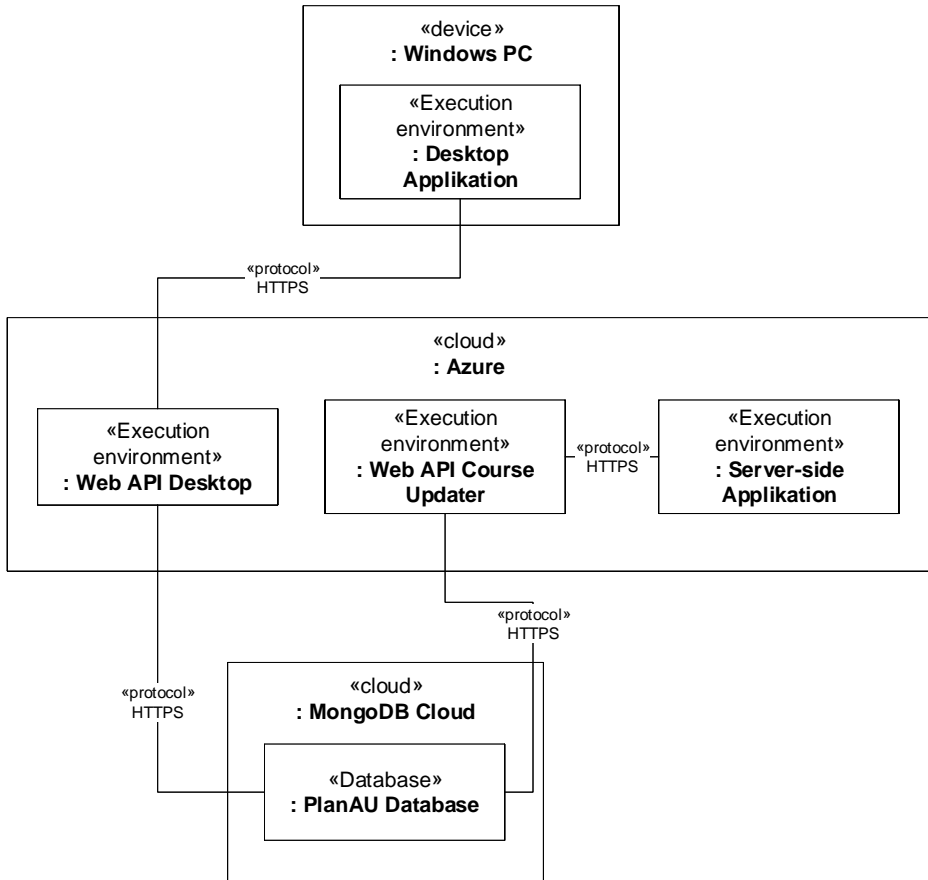 «device»
: Windows PC
«Execution
environment»
: Desktop
Applikation
«protocol»
HTTPS
«cloud»
: Azure
«Execution
environment»
: Web API Desktop
«Execution
environment»
: Web API Course
Updater
«protocol»
HTTPS
«Execution
environment»
: Server-side
Applikation
«protocol»
HTTPS
«protocol»
HTTPS
«cloud»
: MongoDB Cloud
«Database»
: PlanAU Database